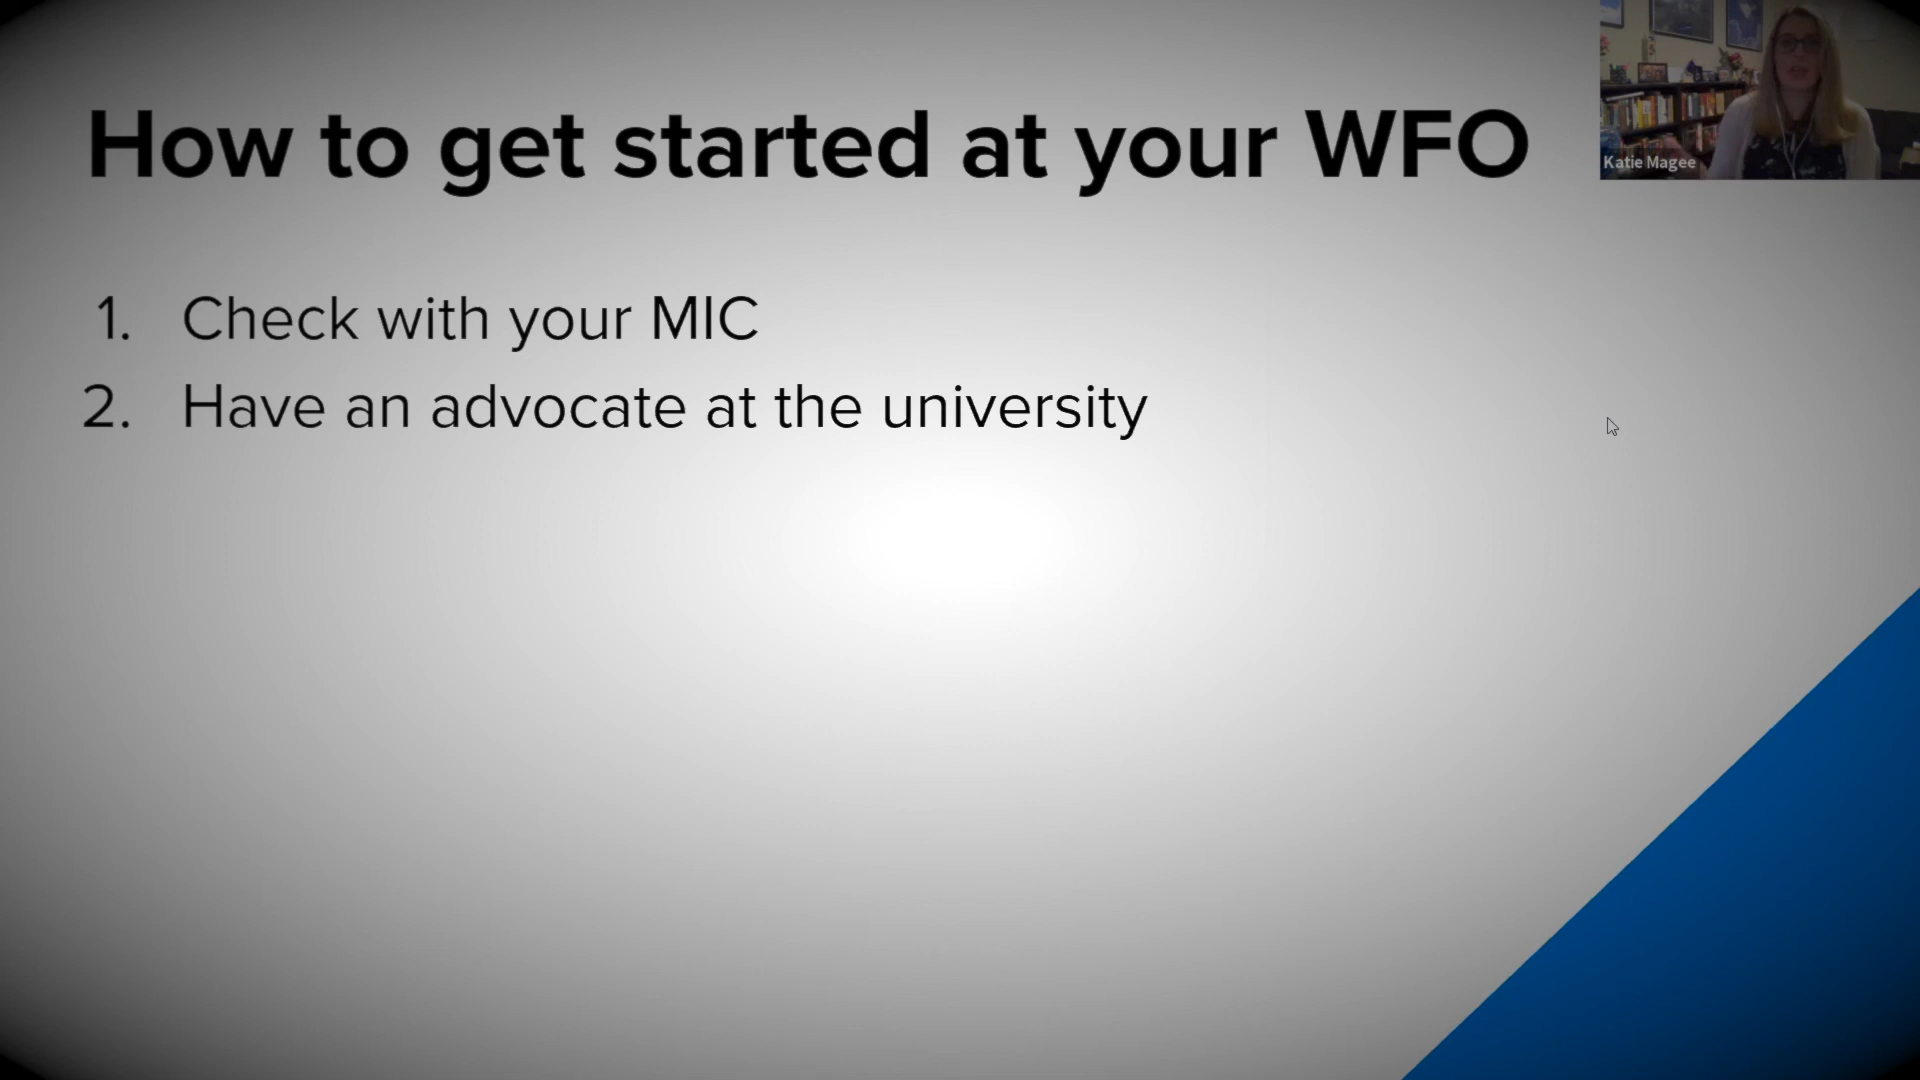 How to get started at your WFO
1. Check with your MIC
2. Have an advocate at the university
Katie Magee